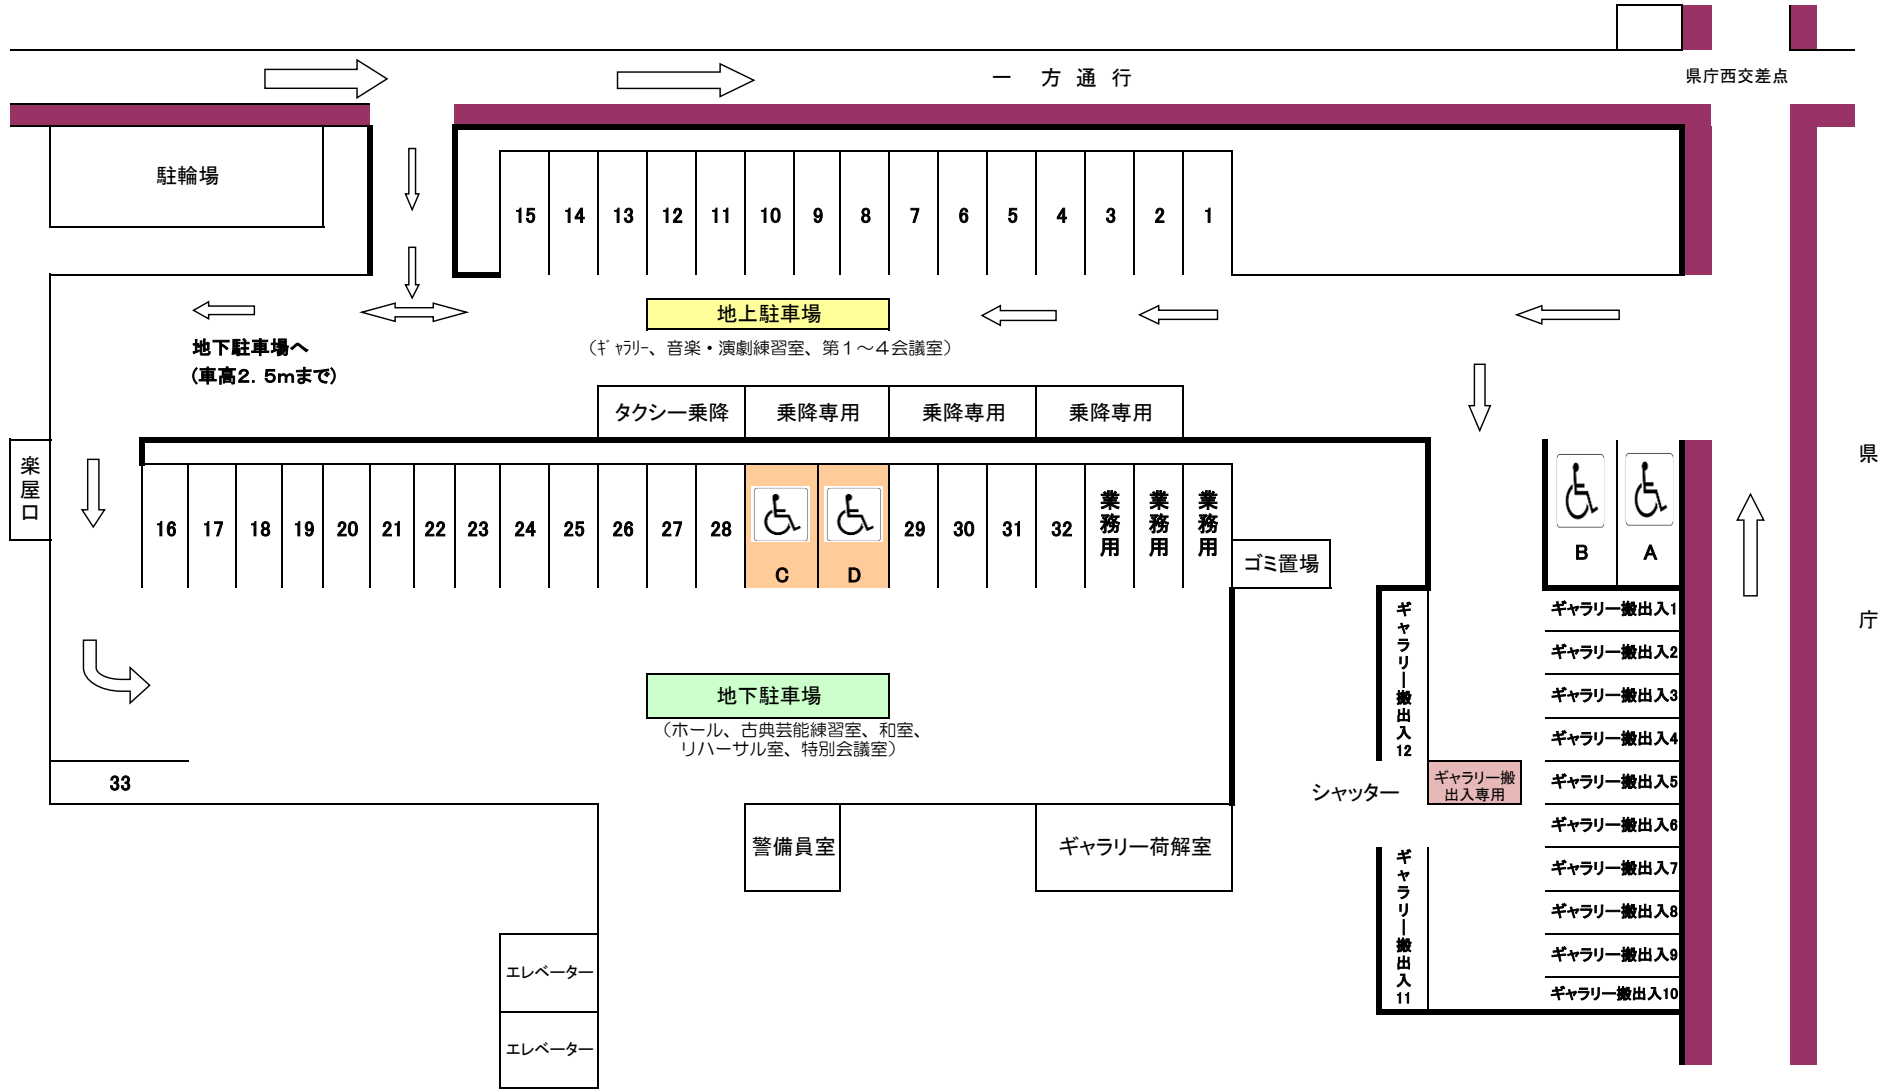 一 方 通 行
県庁西交差点
駐輪場
15 14 13 12 11 10 9 8 7 6 5 4 3 2 1
地上駐車場
(ｷﾞｬﾗﾘｰ、音楽・演劇練習室、第１～４会議室)
地下駐車場へ
(車高2．5mまで)
タクシー乗降 乗降専用 乗降専用 乗降専用
楽屋口
16 17 18 19 20 21 22 23 24 25 26 27 28 C D 29 30 31 32 業務用 業務用 業務用
ゴミ置場
B A
県
庁
ギャラリー搬出入1
ギャラリー搬出入2
ギャラリー搬出入3
ギャラリー搬出入4
ギャラリー搬出入5
ギャラリー搬出入6
ギャラリー搬出入7
ギャラリー搬出入8
ギャラリー搬出入9
ギャラリー搬出入10
ギャラリー搬出入12
ギャラリー搬出入11
シャッター
ギャラリー搬
出入専用
地下駐車場
(ホール、古典芸能練習室、和室、
リハーサル室、特別会議室)
33
警備員室
ギャラリー荷解室
エレベーター
エレベーター